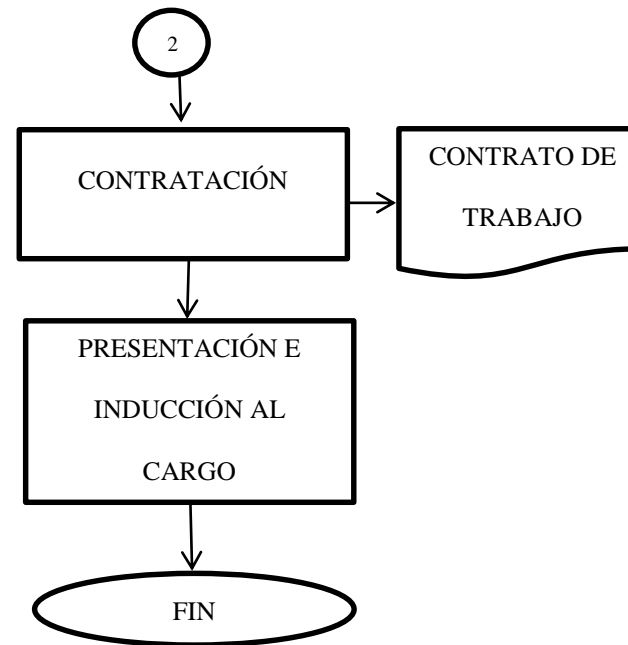 2
CONTRATACIÓN
CONTRATO DE
TRABAJO
PRESENTACIÓN E
INDUCCIÓN AL
CARGO
FIN